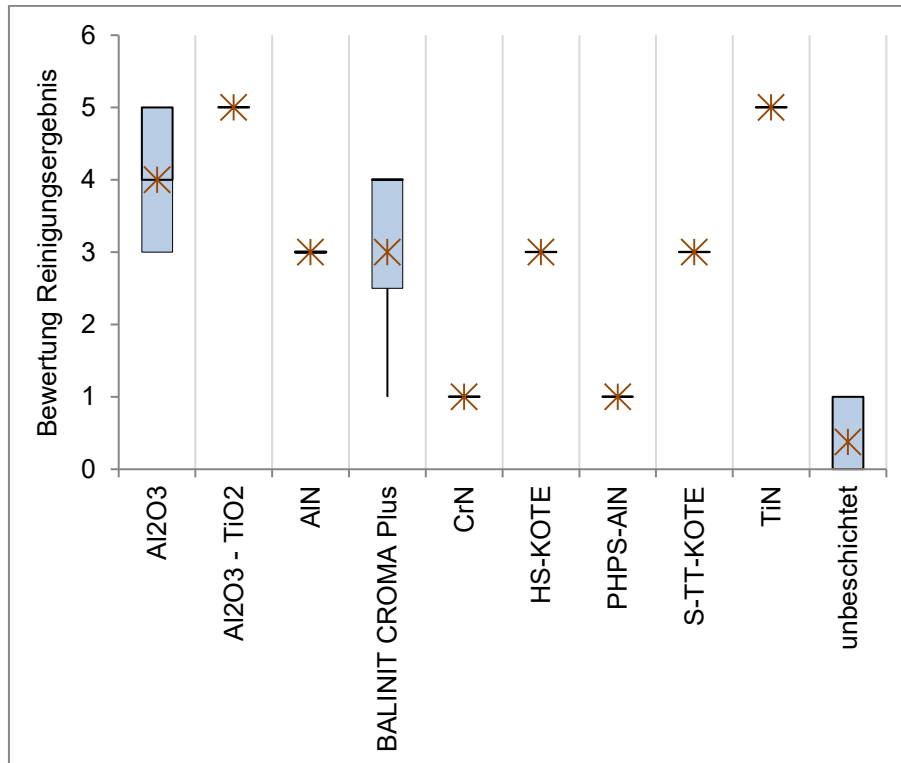 Bewertung Reinigungsergebnis
6
5
4
3
2
1
0
Al2O3
Al2O3 - TiO2
AlN
BALINIT CROMA Plus
CrN
HS-KOTE
PHPS-AlN
S-TT-KOTE
TiN
unbeschichtet